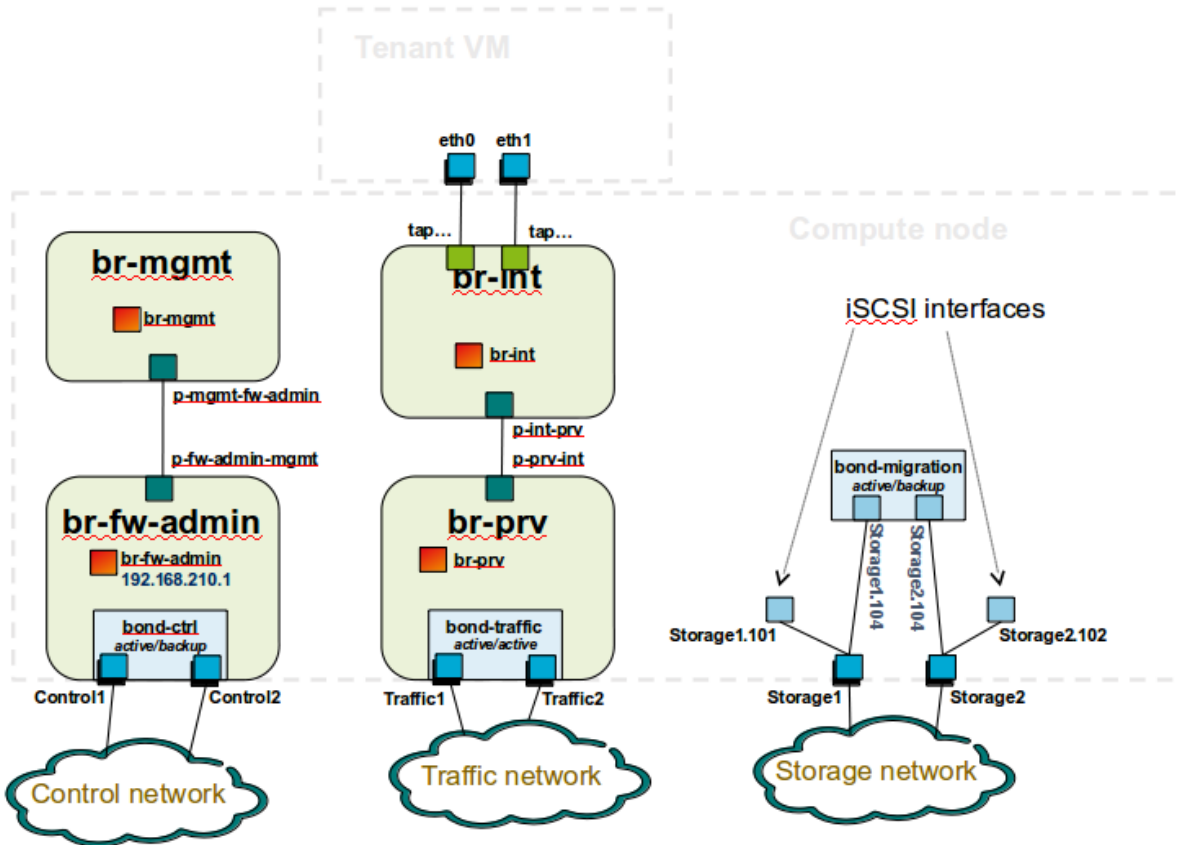 Tenant VM
eth0
eth1
tap...
tap...
Compute node
br-mgmt
br-mgmt
p-mgmt-fw-admin
br-int
br-int
p-int-prv
iSCSI interfaces
p-fw-admin-mgmt
br-fw-admin
br-fw-admin
192.168.210.1
bond-ctrl
active/backup
Control1
Control2
Control network
p-prv-int
br-prv
br-prv
bond-traffic
active/active
Traffic1
Traffic2
Traffic network
bond-migration
active/backup
Storage1.104
Storage2.104
Storage1.101
Storage2.102
Storage1
Storage2
Storage network